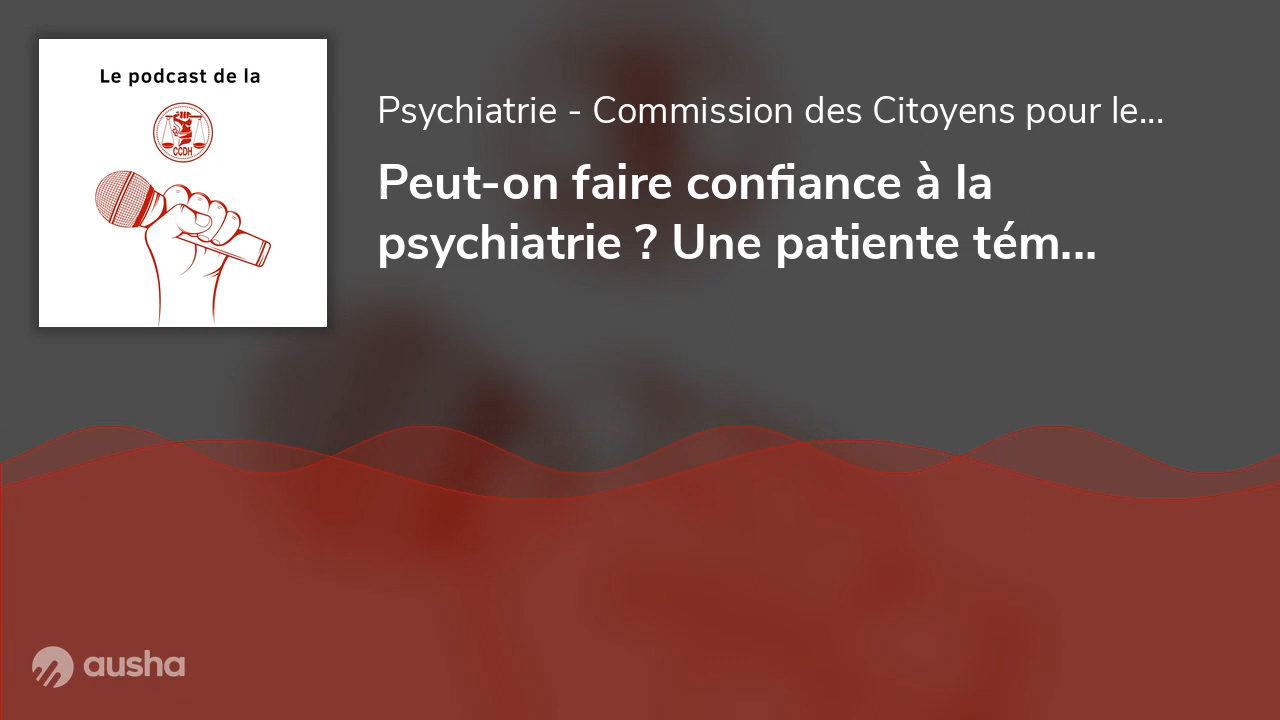 Le podcast de la
CCDH
Psychiatrie - Commission des Citoyens pour le...
Peut-on faire confiance à la
psychiatrie ? Une patiente tém...
ausha